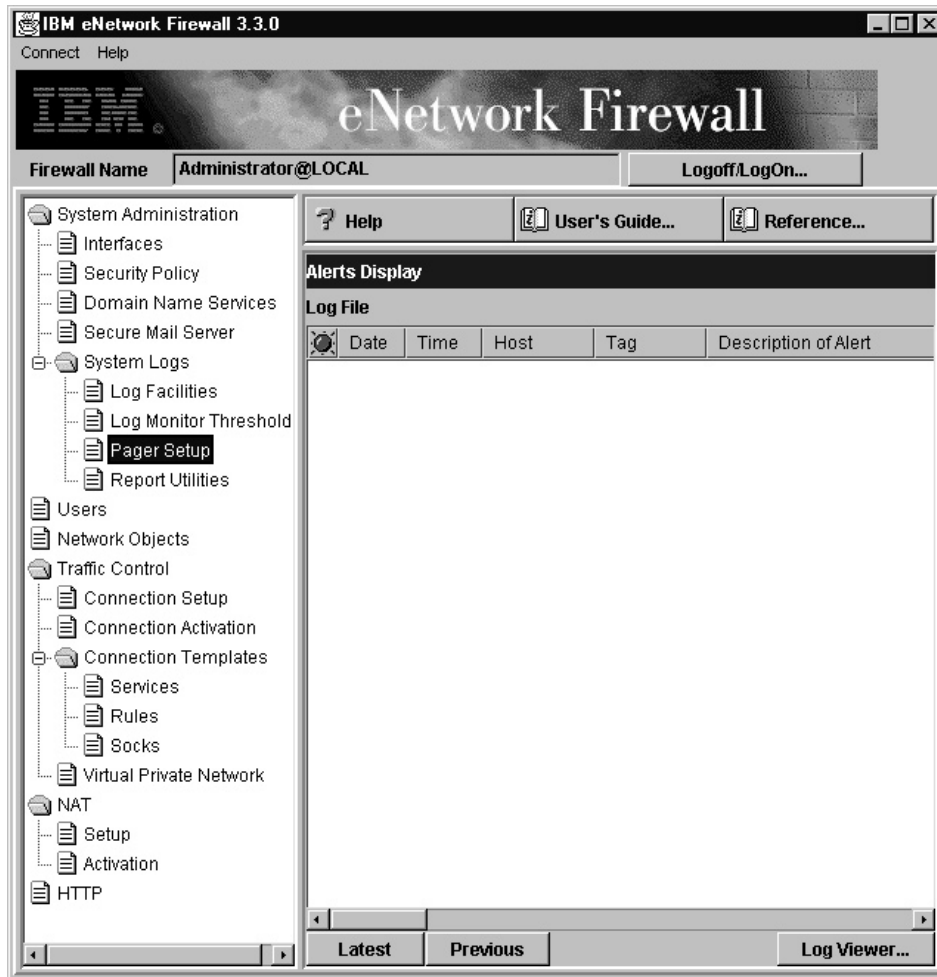 IBM eNetwork Firewall 3.3.0
Connect Help
IBM® eNetwork Firewall
Firewall Name Administrator@LOCAL Logoff/LogOn...
System Administration
Interfaces
Security Policy
Domain Name Services
Secure Mail Server
System Logs
Log Facilities
Log Monitor Threshold
Pager Setup
Report Utilities
Users
Network Objects
Traffic Control
Connection Setup
Connection Activation
Connection Templates
Services
Rules
Socks
Virtual Private Network
NAT
Setup
Activation
HTTP
Help User's Guide... Reference...
Alerts Display
Log File
Date Time Host Tag Description of Alert
Latest Previous Log Viewer...